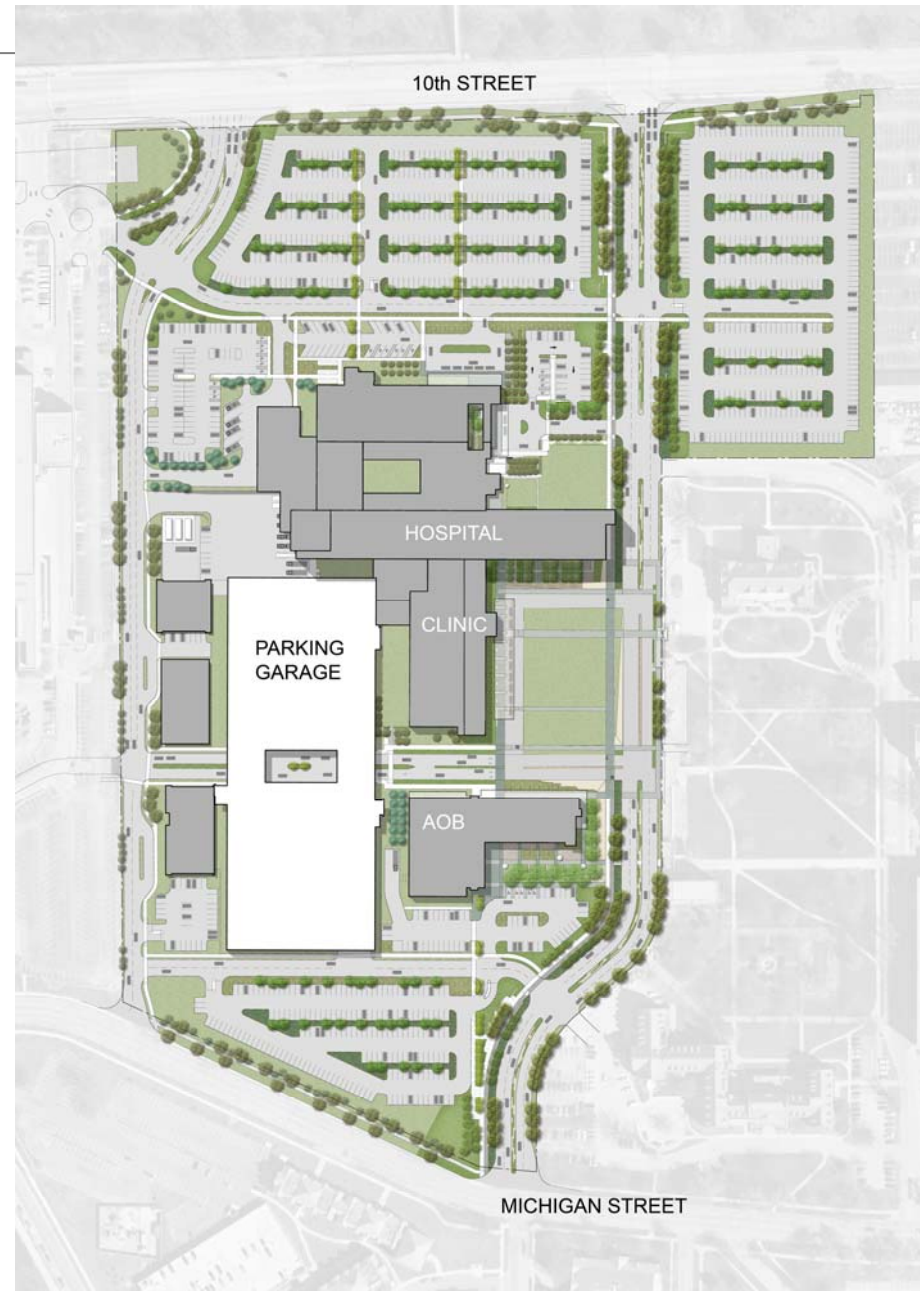 10th STREET
HOSPITAL
CLINIC
PARKING
GARAGE
AOB
MICHIGAN STREET